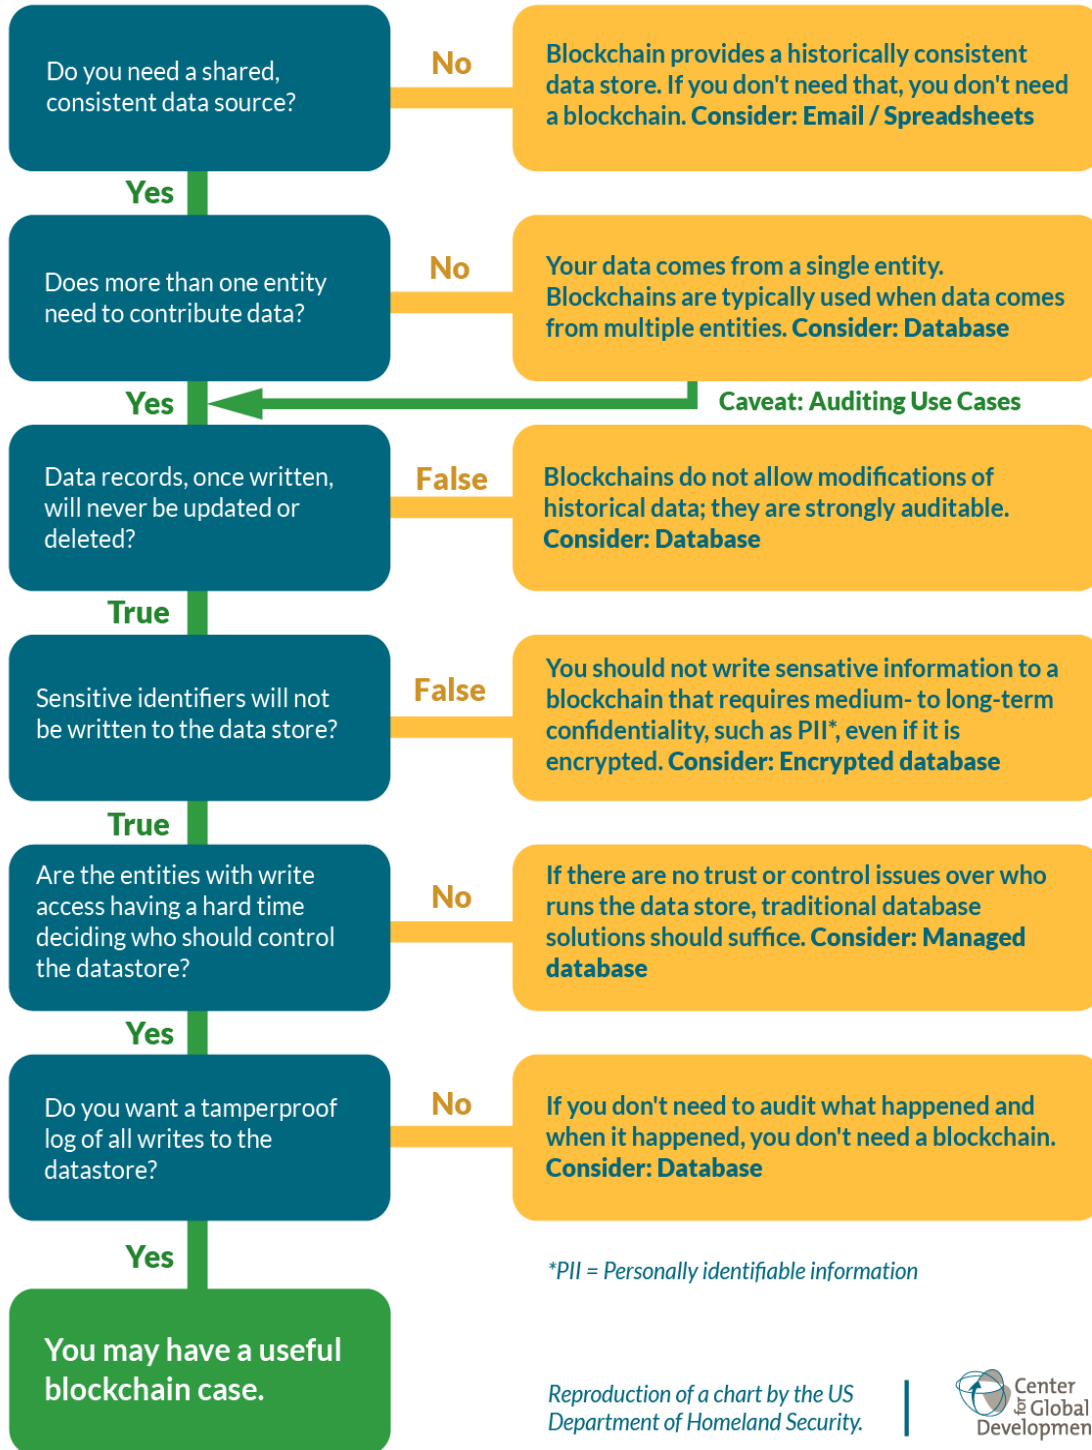 Do you need a shared,
consistent data source?
No
Blockchain provides a historically consistent
data store. If you don't need that, you don't need
a blockchain. Consider: Email / Spreadsheets
Yes
Does more than one entity
need to contribute data?
No
Your data comes from a single entity.
Blockchains are typically used when data comes
from multiple entities. Consider: Database
Yes
Caveat: Auditing Use Cases
Data records, once written,
will never be updated or
deleted?
False
Blockchains do not allow modifications of
historical data; they are strongly auditable.
Consider: Database
True
Sensitive identifiers will not
be written to the data store?
False
You should not write sensative information to a
blockchain that requires medium- to long-term
confidentiality, such as PII*, even if it is
encrypted. Consider: Encrypted database
True
Are the entities with write
access having a hard time
deciding who should control
the datastore?
No
If there are no trust or control issues over who
runs the data store, traditional database
solutions should suffice. Consider: Managed
database
Yes
Do you want a tamperproof
log of all writes to the
datastore?
No
If you don't need to audit what happened and
when it happened, you don't need a blockchain.
Consider: Database
Yes
*PII = Personally identifiable information
You may have a useful
blockchain case.
Reproduction of a chart by the US
Department of Homeland Security.
Center
for Global
Development